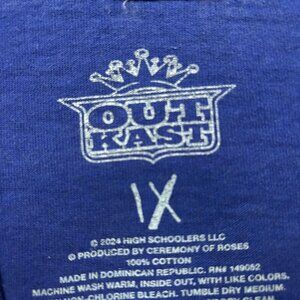 OUT
KAST
1X
© 2024 HIGH SCHOOLERS LLC
℗ PRODUCED BY CEREMONY OF ROSES
100% COTTON
MADE IN DOMINICAN REPUBLIC. RN# 149052
MACHINE WASH WARM, INSIDE OUT, WITH LIKE COLORS.
NON-CHLORINE BLEACH. TUMBLE DRY MEDIUM.
CLEAN